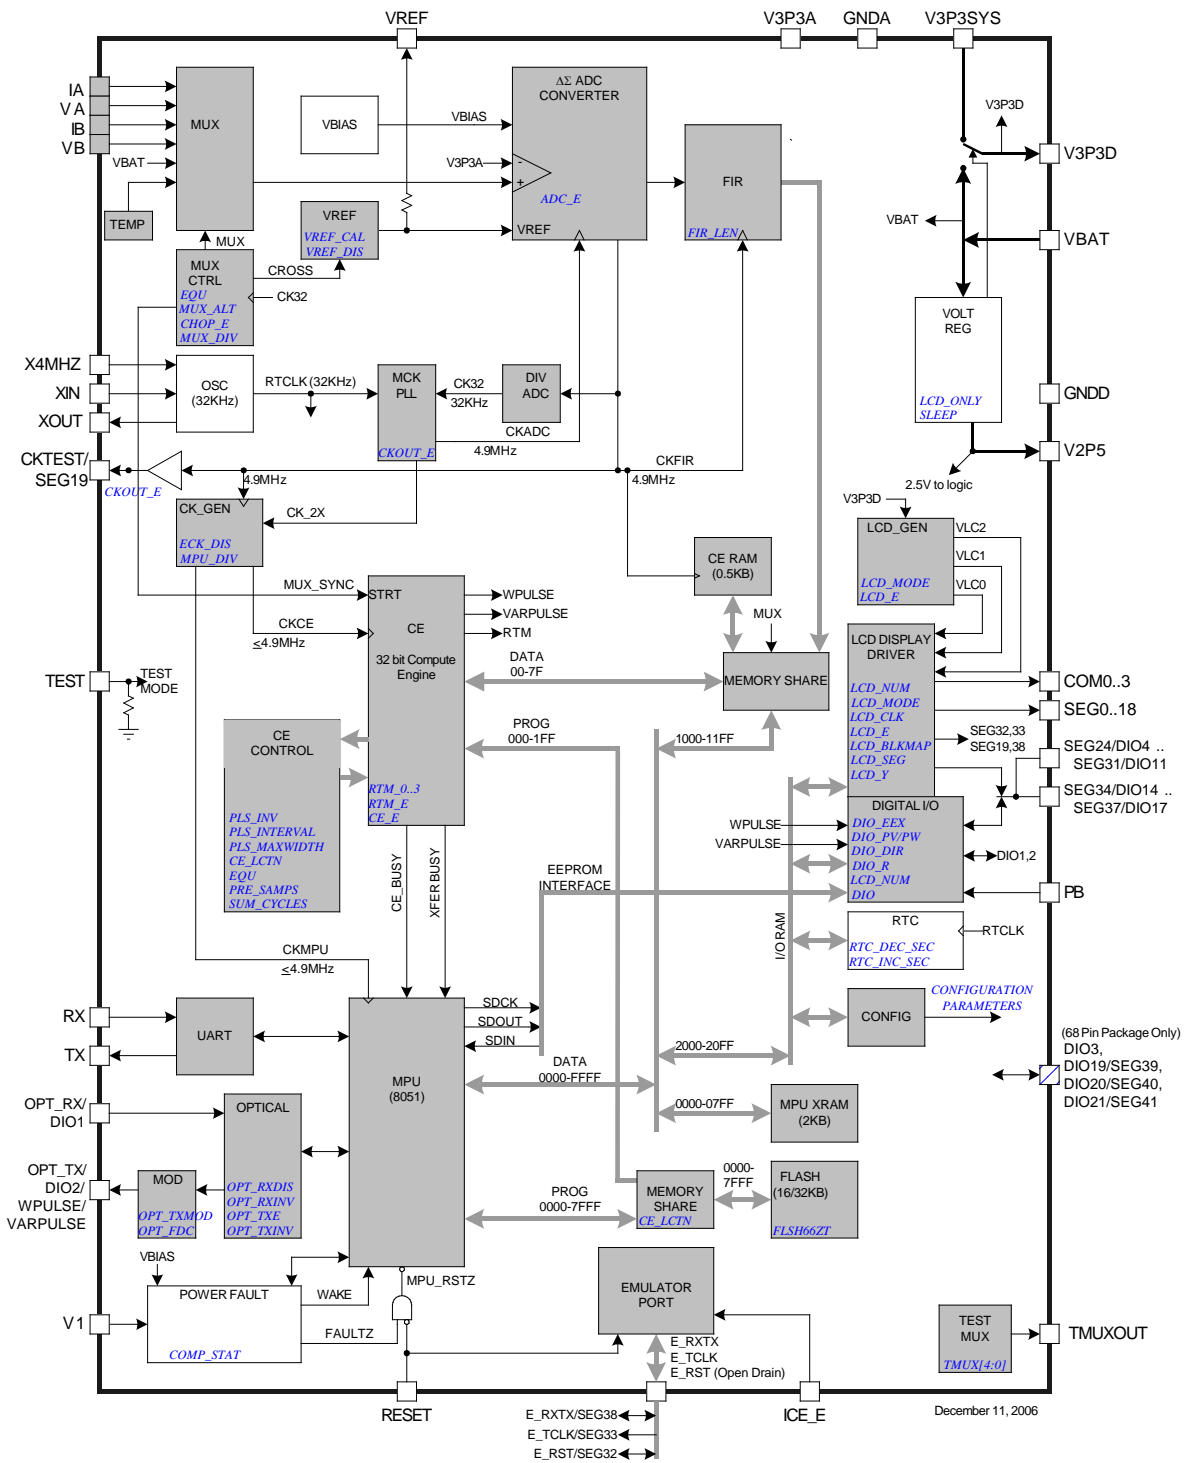 VREF
V3P3A
GNDA
V3P3SYS
IA
VA
IB
VB
VBAT
TEMP
MUX
VBIAS
VBIAS
V3P3A
-
+
ΔΣ ADC
CONVERTER
ADC_E
VREF
VREF
VREF_CAL
VREF_DIS
FIR
FIR_LEN
V3P3D
V3P3D
VBAT
VBAT
MUX
MUX
CTRL
EQU
MUX_ALT
CHOP_E
MUX_DIV
CROSS
CK32
VOLT
REG
LCD_ONLY
SLEEP
GNDD
V2P5
2.5V to logic
X4MHZ
XIN
XOUT
OSC
(32KHz)
RTCLK (32KHz)
MCK
PLL
CKOUT_E
CK32
32KHz
DIV
ADC
CKADC
4.9MHz
CKTEST/
SEG19
CKOUT_E
4.9MHz
CKFIR
4.9MHz
CK_GEN
ECK_DIS
MPU_DIV
CK_2X
V3P3D
LCD_GEN
LCD_MODE
LCD_E
VLC2
VLC1
VLC0
CE RAM
(0.5KB)
MUX
MEMORY SHARE
MUX_SYNC
STRT
CKCE
≤4.9MHz
CE
32 bit Compute
Engine
RTM_0..3
RTM_E
CE_E
WPULSE
VARPULSE
RTM
DATA
00-7F
PROG
000-1FF
1000-11FF
TEST
TEST
MODE
CE
CONTROL
PLS_INV
PLS_INTERVAL
PLS_MAXWIDTH
CE_LCTN
EQU
PRE_SAMPS
SUM_CYCLES
LCD DISPLAY
DRIVER
LCD_NUM
LCD_MODE
LCD_CLK
LCD_E
LCD_BLKMAP
LCD_SEG
LCD_Y
COM0..3
SEG0..18
SEG32,33
SEG19,38
SEG24/DIO4 ..
SEG31/DIO11
SEG34/DIO14 ..
SEG37/DIO17
DIGITAL I/O
DIO_EEX
DIO_PV/PW
DIO_DIR
DIO_R
LCD_NUM
DIO
WPULSE
VARPULSE
DIO1,2
PB
CE_BUSY
XFER BUSY
EEPROM
INTERFACE
I/O RAM
RTC
RTC_DEC_SEC
RTC_INC_SEC
RTCLK
CKMPU
≤4.9MHz
RX
TX
UART
MPU
(8051)
SDCK
SDOUT
SDIN
DATA
0000-FFFF
2000-20FF
CONFIG
CONFIGURATION
PARAMETERS
(68 Pin Package Only)
DIO3,
DIO19/SEG39,
DIO20/SEG40,
DIO21/SEG41
0000-07FF
MPU XRAM
(2KB)
OPT_RX/
DIO1
OPTICAL
OPT_RXDIS
OPT_RXINV
OPT_TXE
OPT_TXINV
OPT_TX/
DIO2/
WPULSE/
VARPULSE
MOD
OPT_TXMOD
OPT_FDC
PROG
0000-7FFF
MEMORY
SHARE
CE_LCTN
0000-
7FFF
FLASH
(16/32KB)
FLSH66ZT
VBIAS
POWER FAULT
COMP_STAT
V1
WAKE
FAULTZ
MPU_RSTZ
EMULATOR
PORT
E_RXTX
E_TCLK
E_RST (Open Drain)
TEST
MUX
TMUX[4:0]
TMUXOUT
RESET
ICE_E
December 11, 2006
E_RXTX/SEG38
E_TCLK/SEG33
E_RST/SEG32